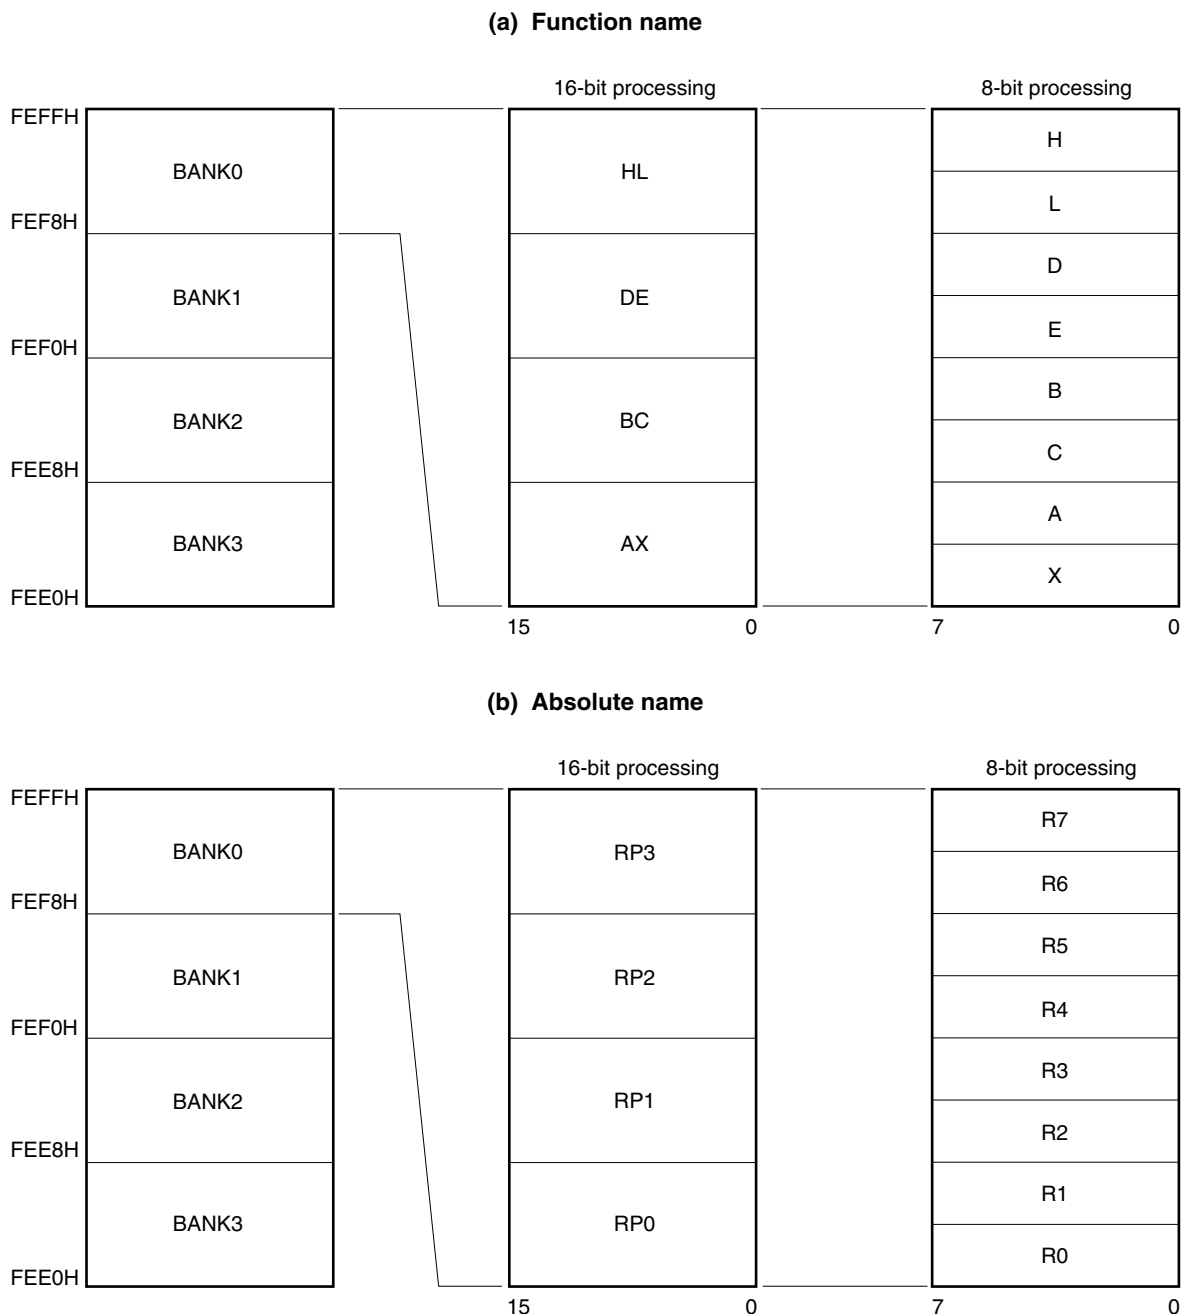 (a) Function name
16-bit processing 8-bit processing
FEFFH
H
BANK0 HL
L
FEF8H
D
BANK1 DE
E
FEF0H
B
BANK2 BC
C
FEE8H
A
BANK3 AX
X
FEE0H
15 0 7 0
(b) Absolute name
16-bit processing 8-bit processing
FEFFH
R7
BANK0 RP3
R6
FEF8H
R5
BANK1 RP2
R4
FEF0H
R3
BANK2 RP1
R2
FEE8H
R1
BANK3 RP0
R0
FEE0H
15 0 7 0